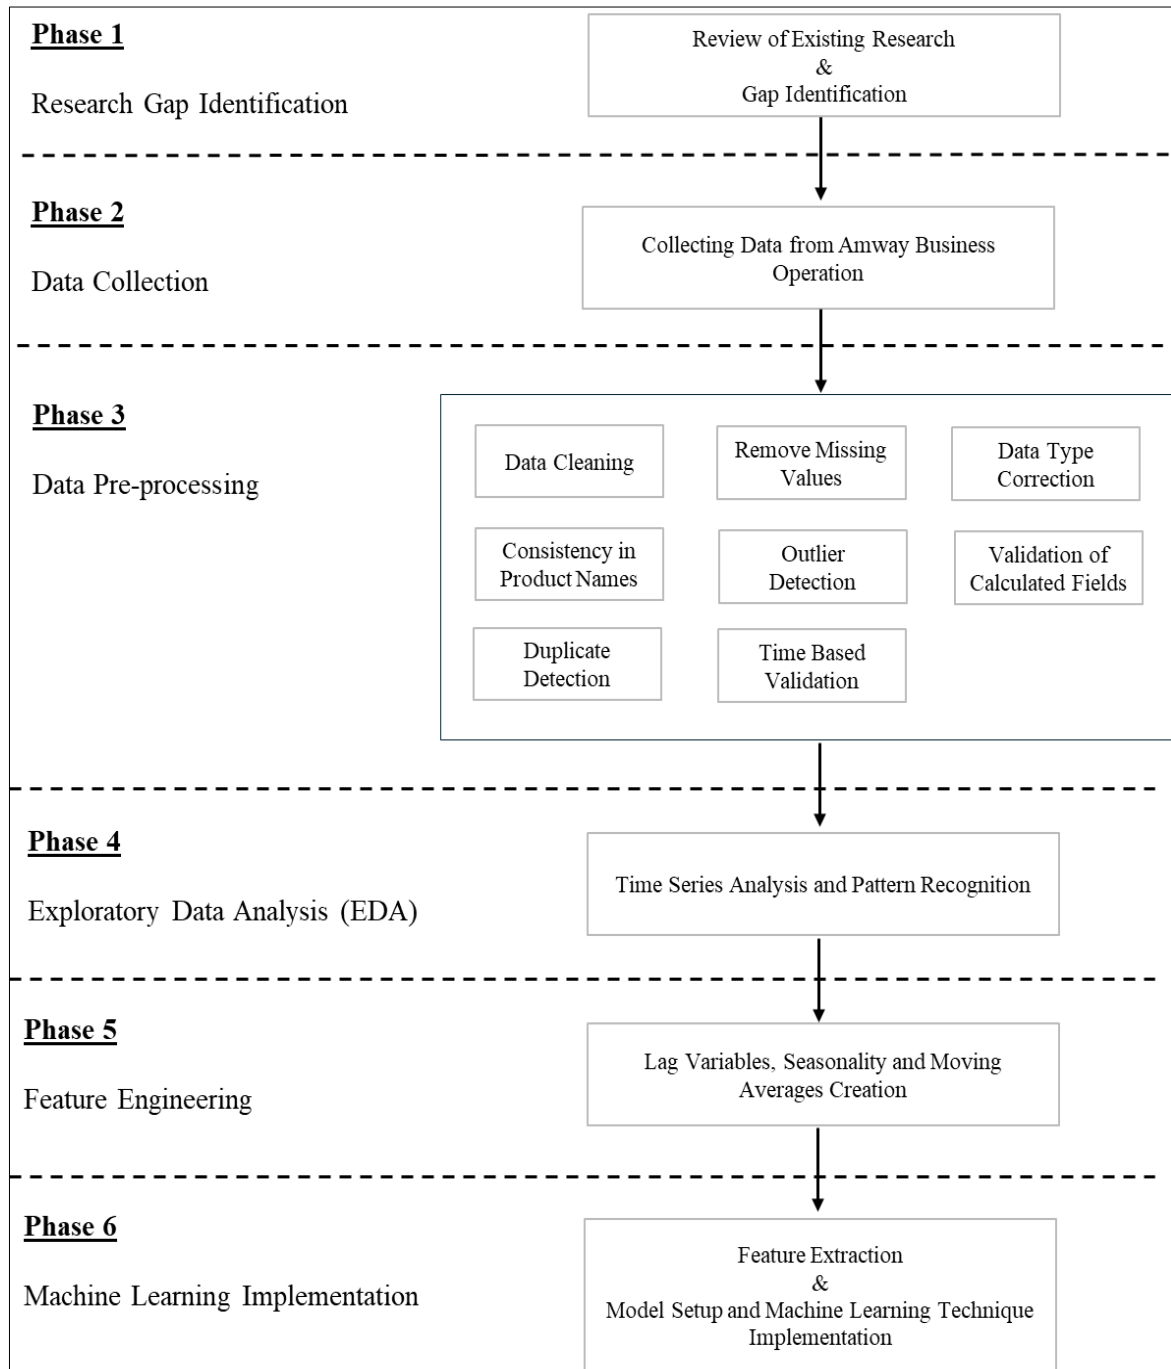 Phase 1
Research Gap Identification
Review of Existing Research
&
Gap Identification
Phase 2
Data Collection
Collecting Data from Amway Business
Operation
Phase 3
Data Pre-processing
Data Cleaning
Remove Missing
Values
Data Type
Correction
Consistency in
Product Names
Outlier
Detection
Validation of
Calculated Fields
Duplicate
Detection
Time Based
Validation
Phase 4
Exploratory Data Analysis (EDA)
Time Series Analysis and Pattern Recognition
Phase 5
Feature Engineering
Lag Variables, Seasonality and Moving
Averages Creation
Phase 6
Machine Learning Implementation
Feature Extraction
&
Model Setup and Machine Learning Technique
Implementation